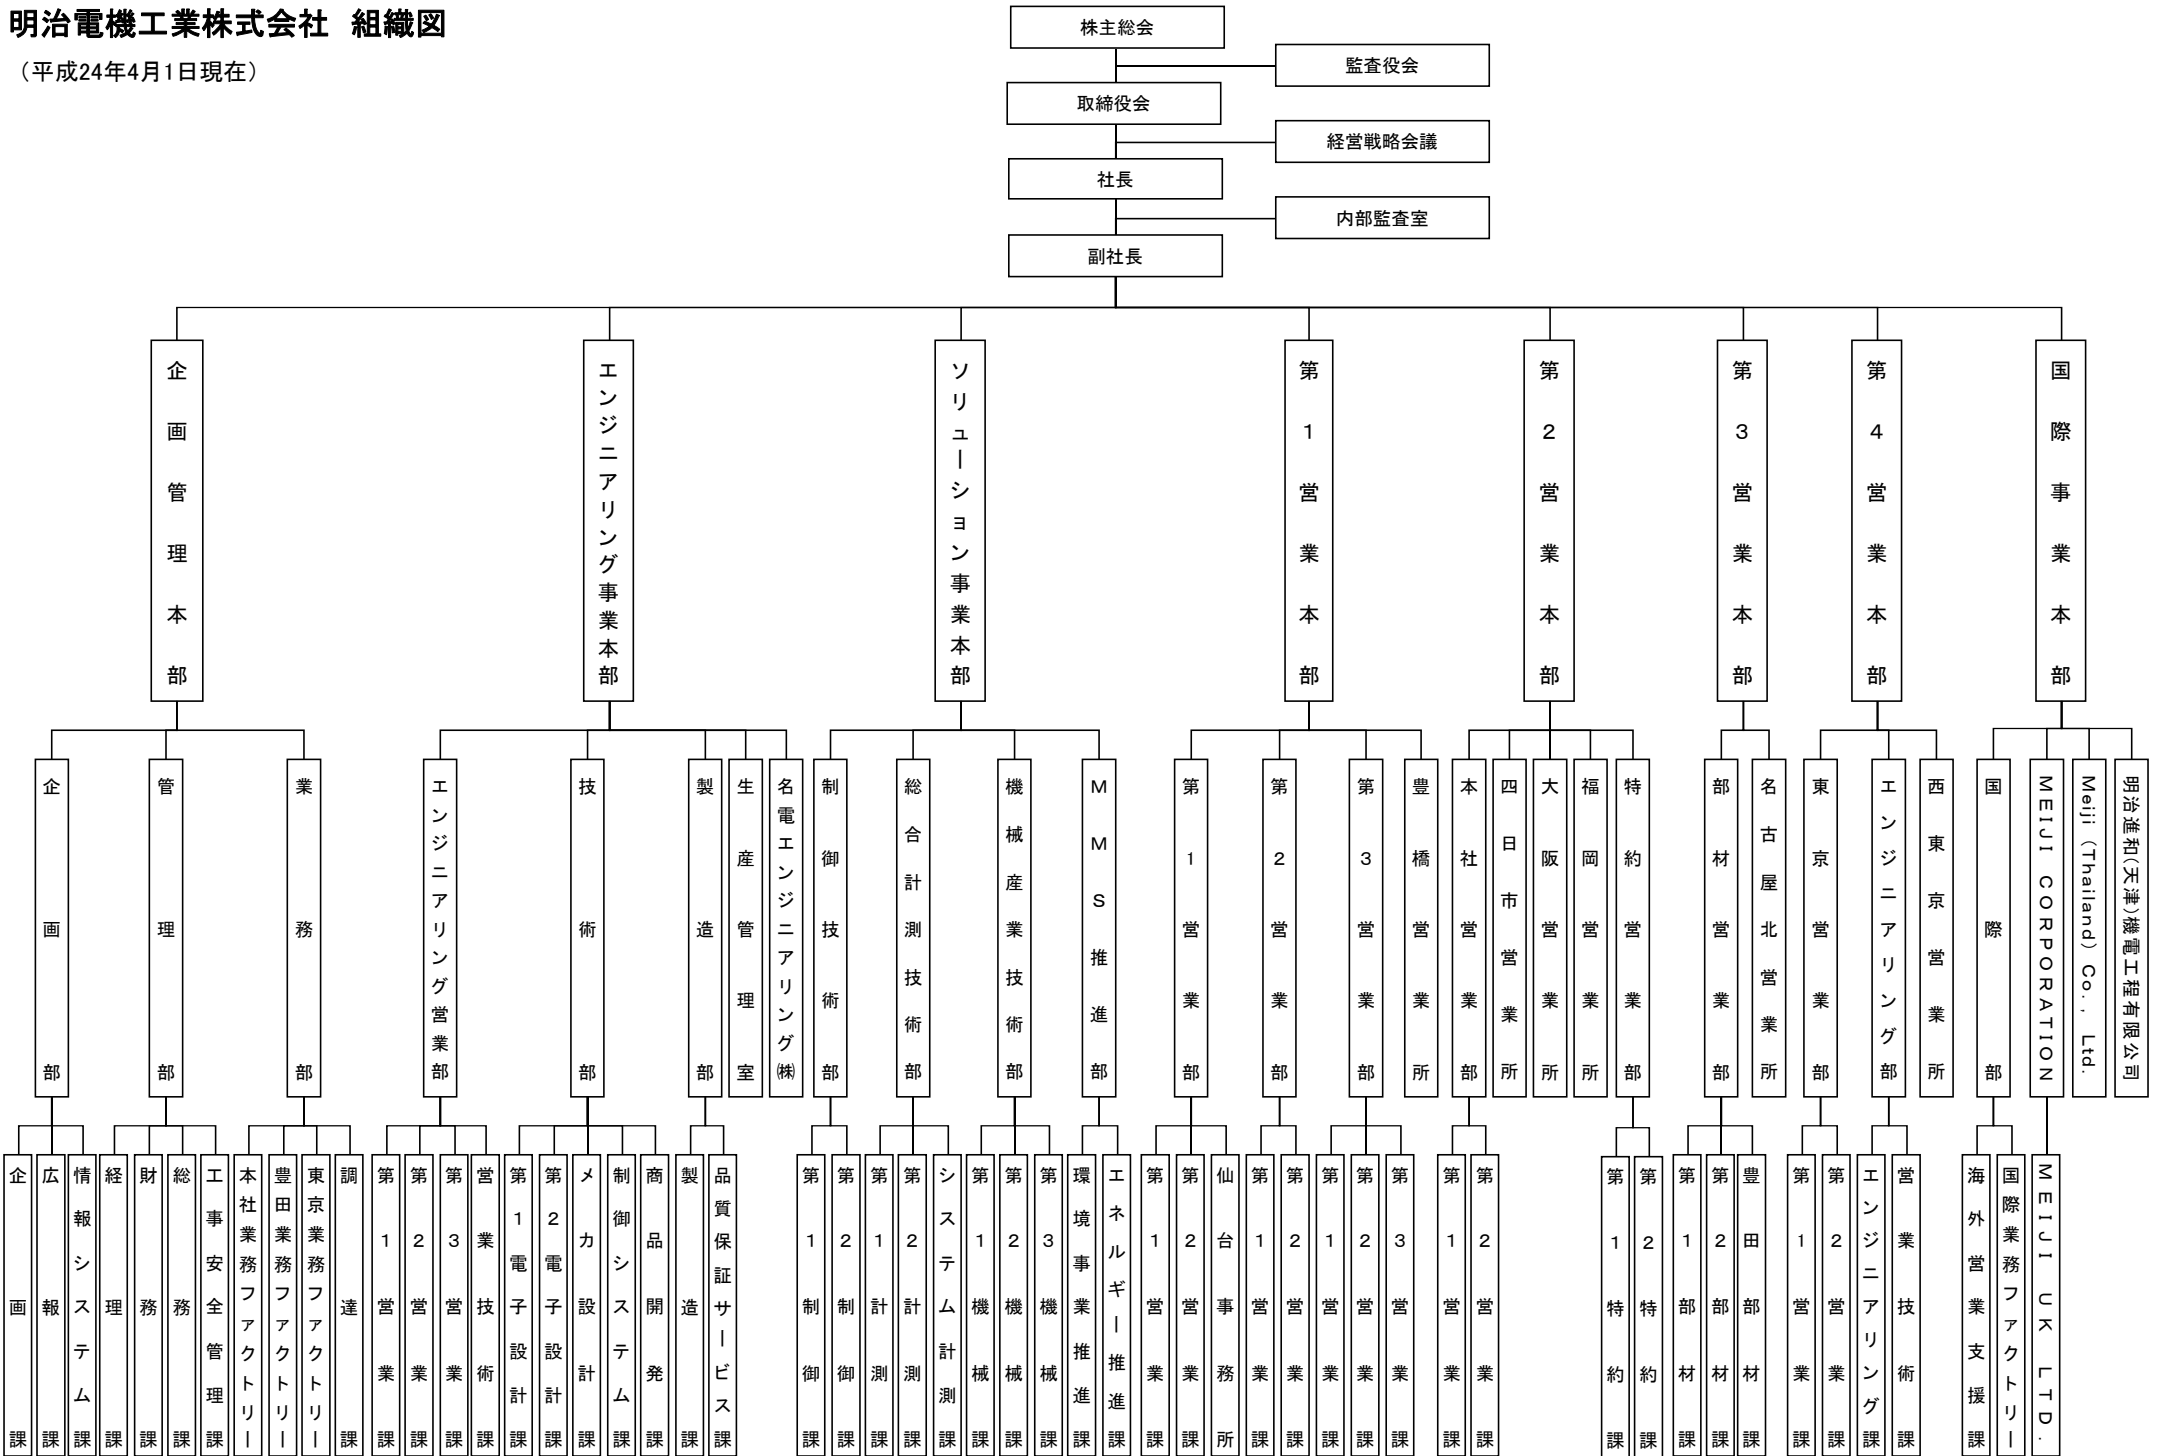 明治電機工業株式会社 組織図
（平成24年4月1日現在）
株主総会
監査役会
取締役会
経営戦略会議
社長
内部監査室
副社長
企画管理本部
エンジニアリング事業本部
ソリューション事業本部
第1営業本部
第2営業本部
第3営業本部
第4営業本部
国際事業本部
企画部
管理部
業務部
エンジニアリング営業部
技術部
製造部
生産管理室
名電エンジニアリング㈱
制御技術部
総合計測技術部
機械産業技術部
MMS推進部
第1営業部
第2営業部
第3営業部
豊橋営業所
本社営業部
四日市営業所
大阪営業所
福岡営業所
特約営業部
部材営業部
名古屋北営業所
東京営業部
エンジニアリング部
西東京営業所
国際部
MEIJI CORPORATION
Meiji (Thailand) Co., Ltd.
明治進和(天津)機電工程有限公司
企画課
広報課
情報システム課
経理課
財務課
総務課
工事安全管理課
本社業務ファクトリー
豊田業務ファクトリー
東京業務ファクトリー
調達課
第1営業課
第2営業課
第3営業課
営業技術課
第1電子設計課
第2電子設計課
メカ設計課
制御システム課
商品開発課
製造課
品質保証サービス課
第1制御課
第2制御課
第1計測課
第2計測課
システム計測課
第1機械課
第2機械課
第3機械課
環境事業推進課
エネルギー推進課
第1営業課
第2営業課
仙台事務所
第1営業課
第2営業課
第1営業課
第2営業課
第3営業課
第1営業課
第2営業課
第1特約課
第2特約課
第1部材課
第2部材課
豊田部材課
第1営業課
第2営業課
エンジニアリング課
営業技術課
海外営業支援課
国際業務ファクトリー
MEIJI UK LTD.